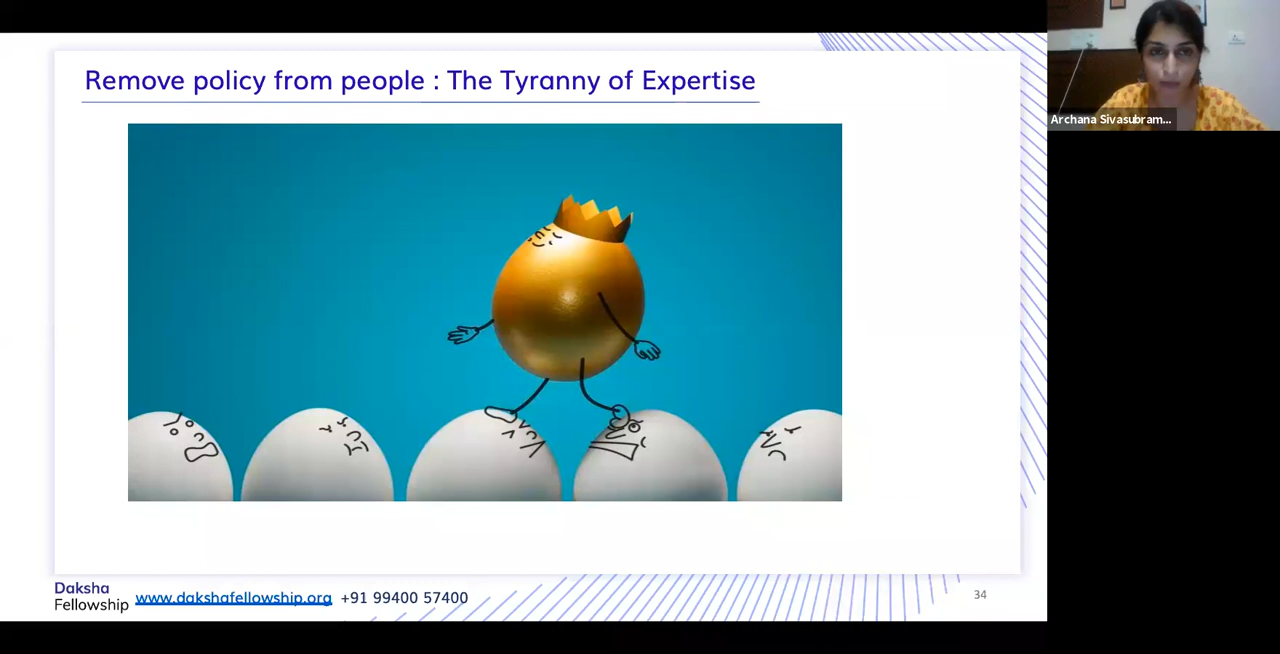 Remove policy from people : The Tyranny of Expertise
Archana Sivasubram...
Daksha
Fellowship
www.dakshafellowship.org +91 99400 57400
34